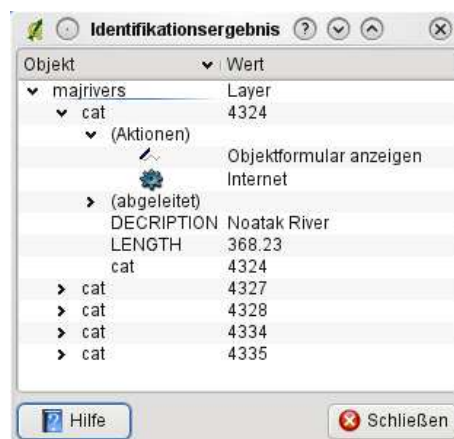 Identifikationsergebnis
Objekt Wert
majrivers Layer
cat 4324
(Aktionen)
Objektformular anzeigen
Internet
(abgeleitet)
DECRIPTION Noatak River
LENGTH 368.23
cat 4324
cat 4327
cat 4328
cat 4334
cat 4335
Hilfe Schließen